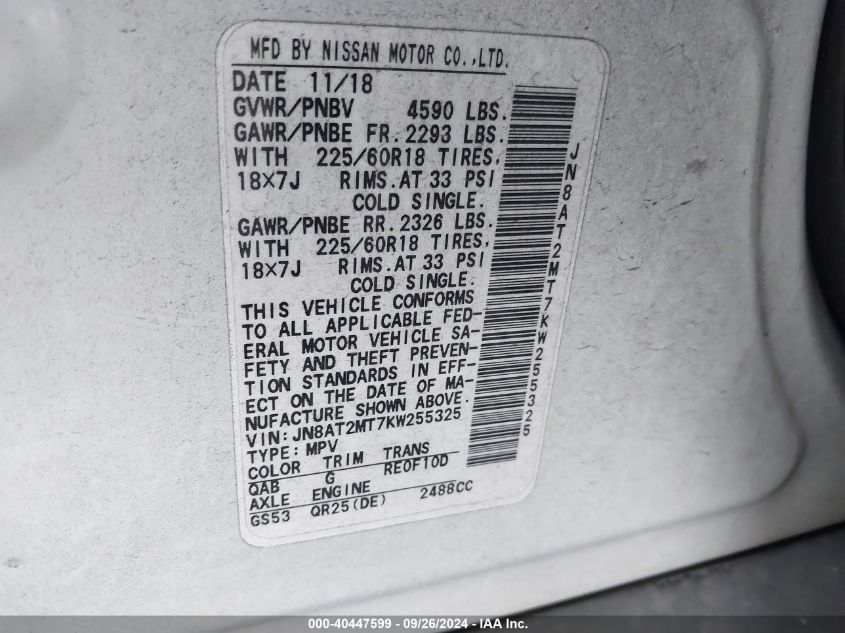 MFD BY NISSAN MOTOR CO.,LTD.
DATE 11/18
GVWR/PNBV 4590 LBS.
GAWR/PNBE FR. 2293 LBS.
WITH 225/60R18 TIRES,
18X7J RIMS. AT 33 PSI
COLD SINGLE.
GAWR/PNBE RR. 2326 LBS.
WITH 225/60R18 TIRES,
18X7J RIMS. AT 33 PSI
COLD SINGLE.
THIS VEHICLE CONFORMS
TO ALL APPLICABLE FED-
ERAL MOTOR VEHICLE SA-
FETY AND THEFT PREVEN-
TION STANDARDS IN EFF-
ECT ON THE DATE OF MA-
NUFACTURE SHOWN ABOVE.
VIN: JN8AT2MT7KW255325
TYPE: MPV
COLOR TRIM TRANS
QAB G RE0F10D
AXLE ENGINE
GS53 QR25(DE) 2488CC
JN8AT2MT7KW255325
000-40447599 - 09/26/2024 - IAA Inc.